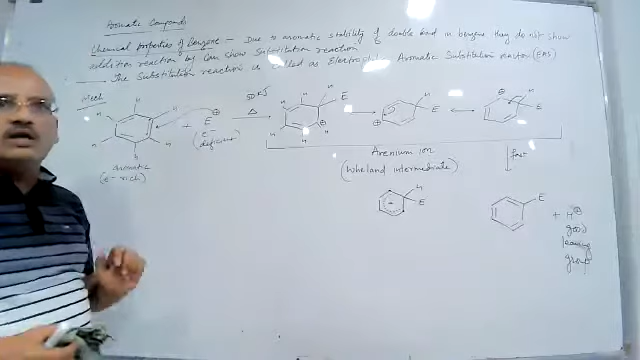 Aromatic Compounds
Chemical properties of Benzene — Due to aromatic stability of double bond in benzene they do not show
addition reaction by can show substitution reaction
The substitution reaction is called as Electrophilic Aromatic Substitution reaction (EAS)
Mech
H H H H H H + E ⊕ Δ H H H H E ⊕ H E ⊕ H E ⊕
(e⁻ deficient)
aromatic
(e⁻ rich)
Arenium ion
(Wheland intermediate)
fast
H E +
E
+ H⊕
good
leaving
group